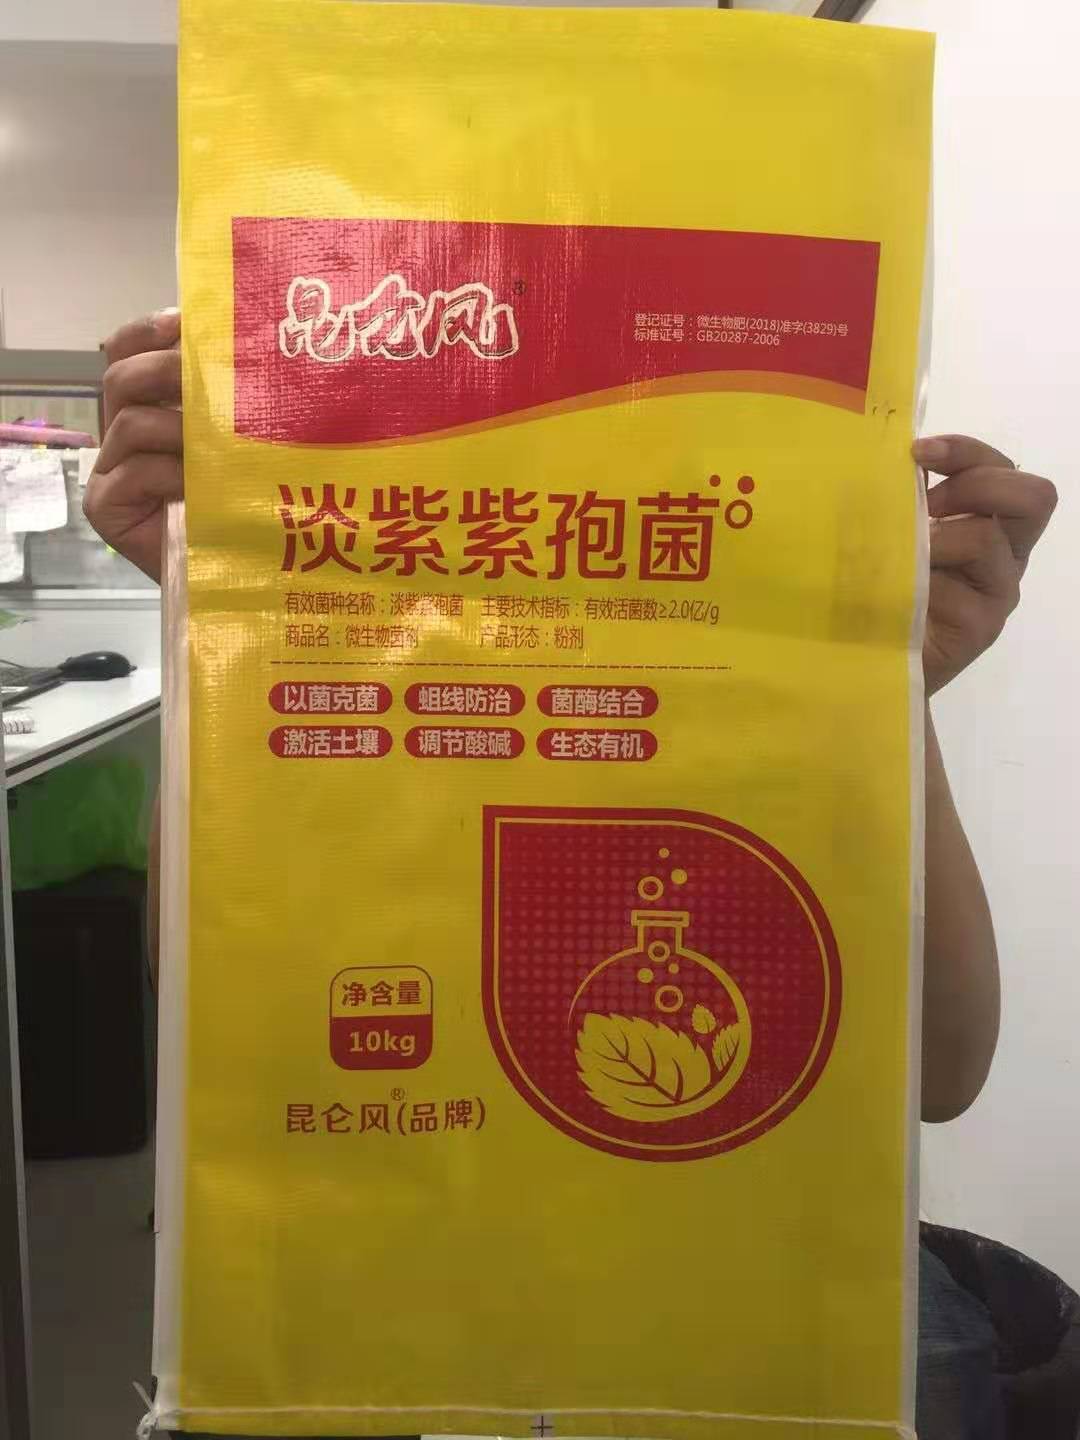 昆仑风®
登记证号：微生物肥(2018)准字(3829)号
标准证号：GB20287-2006
淡紫紫孢菌
有效菌种名称：淡紫紫孢菌 主要技术指标：有效活菌数≥2.0亿/g
商品名：微生物菌剂 产品形态：粉剂
以菌克菌 蛆线防治 菌酶结合
激活土壤 调节酸碱 生态有机
净含量
10kg
昆仑风®(品牌)